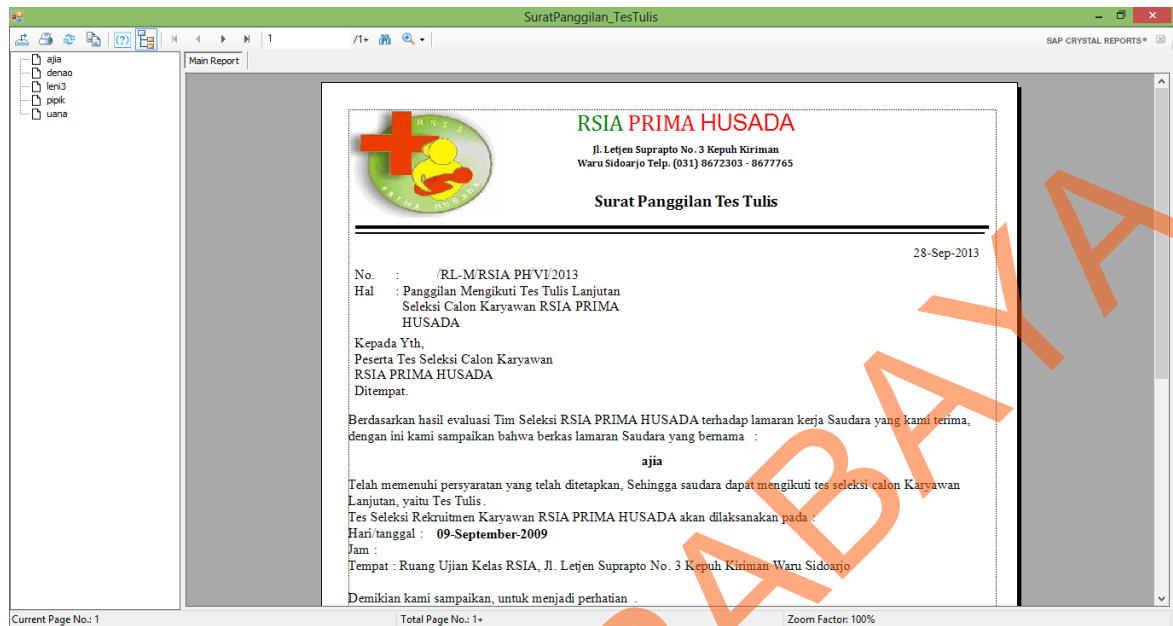 SuratPanggilan_TesTulis
1 /1+ SAP CRYSTAL REPORTS®
Main Report
ajia
denao
leni3
pipik
uana
RSIA
PRIMA HUSADA
RSIA PRIMA HUSADA
Jl. Letjen Suprapto No. 3 Kepuh Kiriman
Waru Sidoarjo Telp. (031) 8672303 - 8677765
Surat Panggilan Tes Tulis
28-Sep-2013
No. : /RL-M/RSIA PH/VI/2013
Hal : Panggilan Mengikuti Tes Tulis Lanjutan
Seleksi Calon Karyawan RSIA PRIMA
HUSADA
Kepada Yth,
Peserta Tes Seleksi Calon Karyawan
RSIA PRIMA HUSADA
Ditempat.
Berdasarkan hasil evaluasi Tim Seleksi RSIA PRIMA HUSADA terhadap lamaran kerja Saudara yang kami terima,
dengan ini kami sampaikan bahwa berkas lamaran Saudara yang bernama :
ajia
Telah memenuhi persyaratan yang telah ditetapkan, Sehingga saudara dapat mengikuti tes seleksi calon Karyawan
Lanjutan, yaitu Tes Tulis .
Tes Seleksi Rekruitmen Karyawan RSIA PRIMA HUSADA akan dilaksanakan pada :
Hari/tanggal : 09-September-2009
Jam :
Tempat : Ruang Ujian Kelas RSIA, Jl. Letjen Suprapto No. 3 Kepuh Kiriman Waru Sidoarjo
Demikian kami sampaikan, untuk menjadi perhatian .
Current Page No.: 1 Total Page No.: 1+ Zoom Factor: 100%
ABAYA